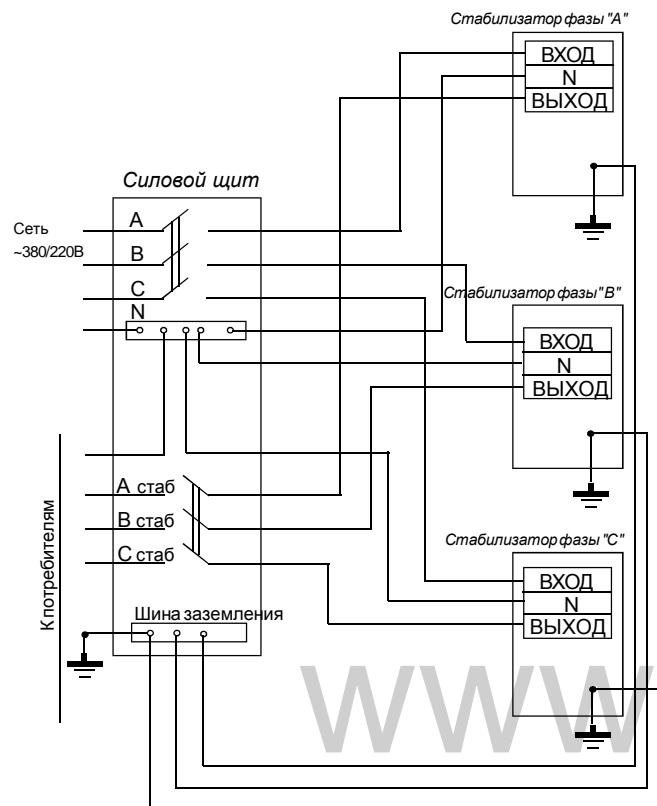 Стабилизатор фазы "А"
ВХОД
N
ВЫХОД
Силовой щит
Сеть
~380/220В
А
В
С
N
Стабилизатор фазы "В"
ВХОД
N
ВЫХОД
А стаб
В стаб
С стаб
К потребителям
Стабилизатор фазы "С"
ВХОД
N
ВЫХОД
Шина заземления
www